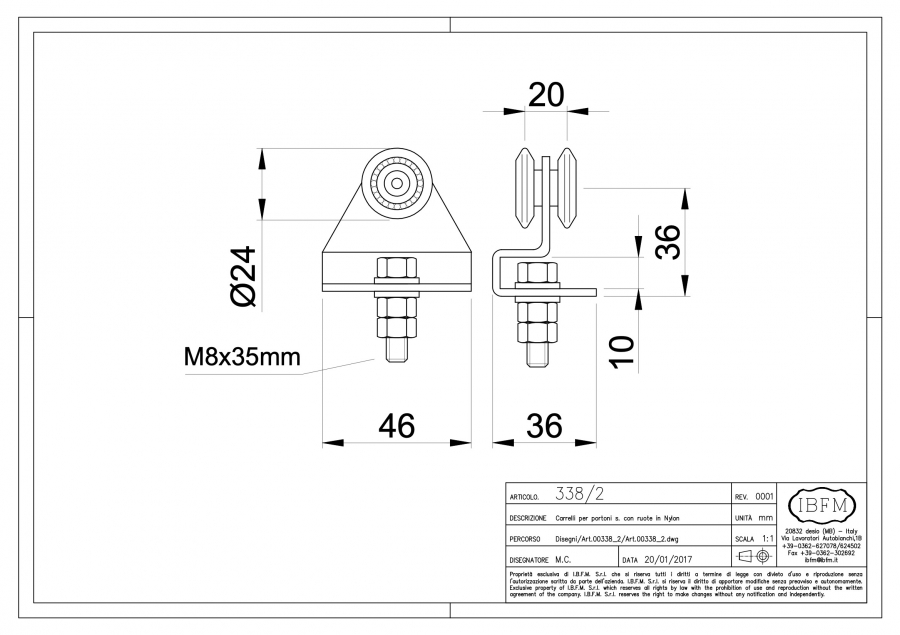 20
Ø24
36
10
M8x35mm
46
36
ARTICOLO. 338/2
REV. 0001
DESCRIZIONE Carrelli per portoni s. con ruote in Nylon
UNITÀ mm
PERCORSO Disegni/Art.00338_2/Art.00338_2.dwg
SCALA 1:1
DISEGNATORE M.C.
DATA 20/01/2017
IBFM
20832 desio (MB) - Italy
Via Lavoratori Autobianchi,1B
+39-0362-627078/624502
Fax +39-0362-302692
ibfm@ibfm.it
Proprietà esclusiva di I.B.F.M. S.r.l. che si riserva tutti i diritti a termine di legge con divieto d'uso e riproduzione senza
l'autorizzazione scritta da parte dell'azienda. I.B.F.M. S.r.l. si riserva il diritto di apportare modifiche senza preavviso e autonomamente.
Exclusive property of I.B.F.M. S.r.l. which reserves all rights by law with the prohibition of use and reproduction without the written
agreement of the company. I.B.F.M. S.r.l. reserves the right to make changes without any notification and independently.